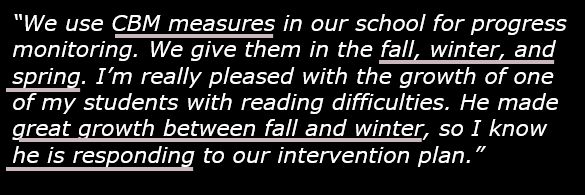 “We use CBM measures in our school for progress
monitoring. We give them in the fall, winter, and
spring. I’m really pleased with the growth of one
of my students with reading difficulties. He made
great growth between fall and winter, so I know
he is responding to our intervention plan.”